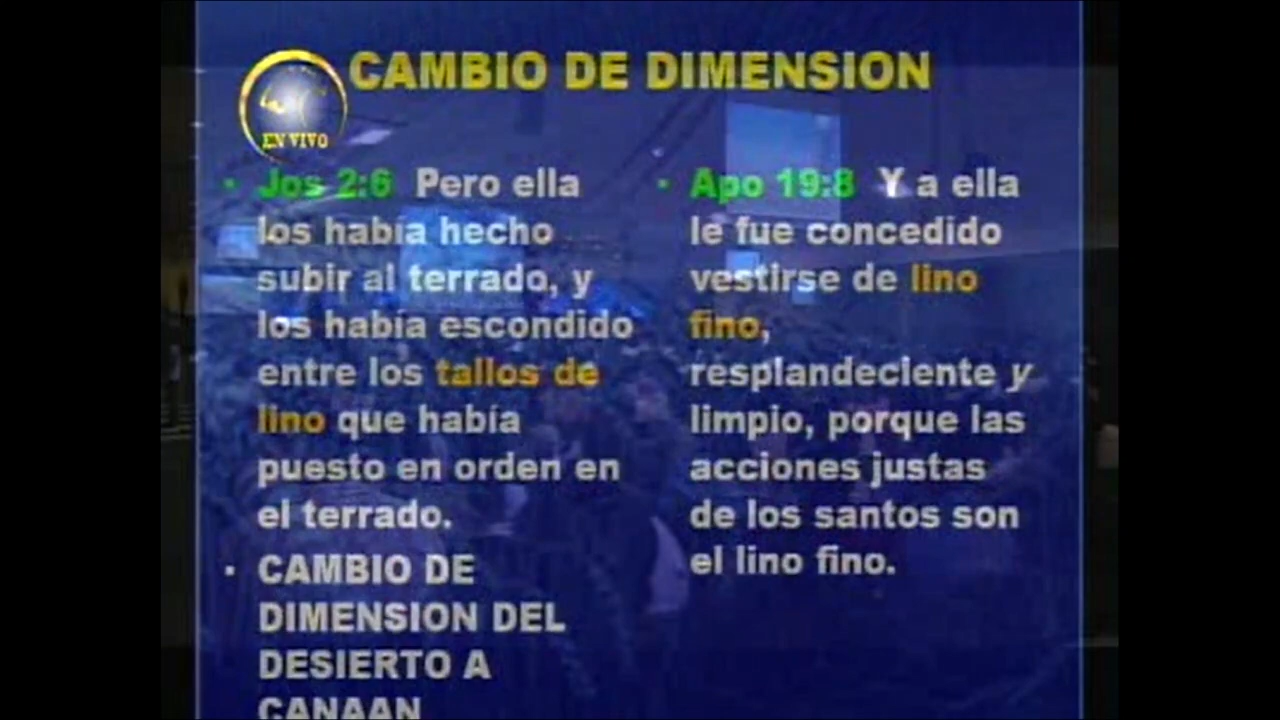 CAMBIO DE DIMENSION
EN VIVO
· Jos 2:6 Pero ella
los había hecho
subir al terrado, y
los había escondido
entre los tallos de
lino que había
puesto en orden en
el terrado.
· CAMBIO DE
DIMENSION DEL
DESIERTO A
CANAAN
· Apo 19:8 Y a ella
le fue concedido
vestirse de lino
fino,
resplandeciente y
limpio, porque las
acciones justas
de los santos son
el lino fino.